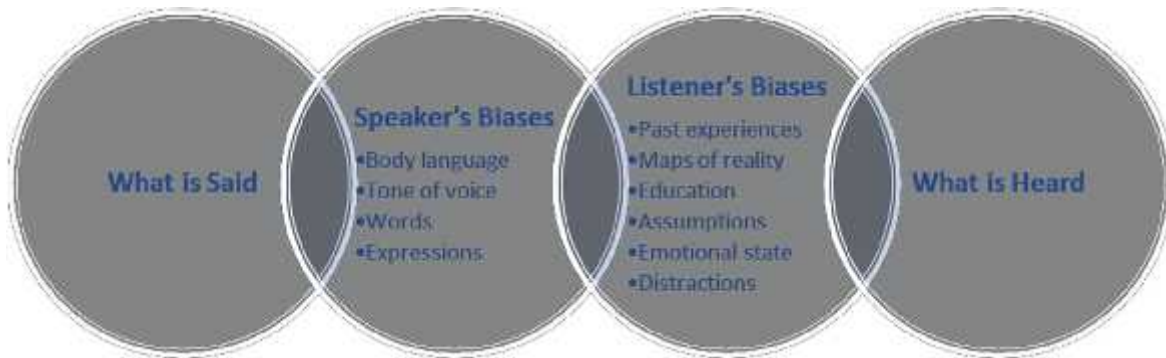 What is Said
Speaker's Biases
•Body language
•Tone of voice
•Words
•Expressions
Listener's Biases
•Past experiences
•Maps of reality
•Education
•Assumptions
•Emotional state
•Distractions
What is Heard